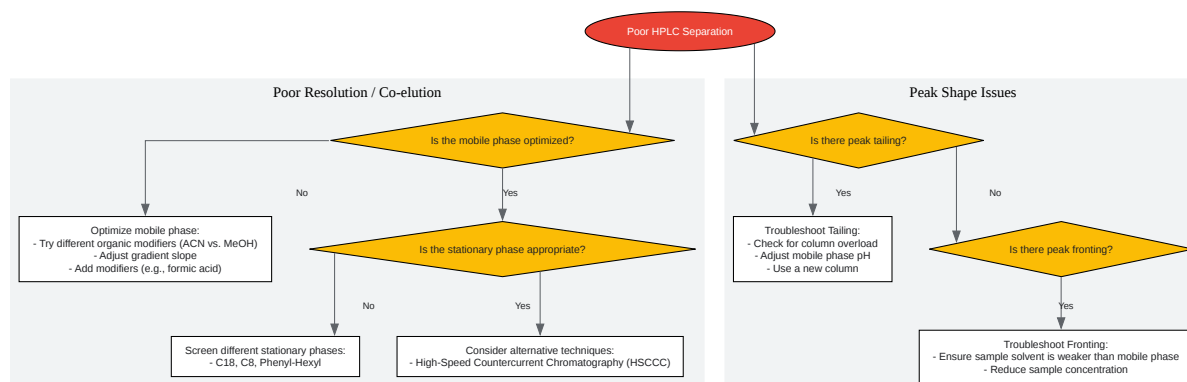 Poor HPLC Separation
Poor Resolution / Co-elution
Is the mobile phase optimized?
No
Yes
Optimize mobile phase:
- Try different organic modifiers (ACN vs. MeOH)
- Adjust gradient slope
- Add modifiers (e.g., formic acid)
Is the stationary phase appropriate?
No
Yes
Screen different stationary phases:
- C18, C8, Phenyl-Hexyl
Consider alternative techniques:
- High-Speed Countercurrent Chromatography (HSCCC)
Peak Shape Issues
Is there peak tailing?
Yes
No
Troubleshoot Tailing:
- Check for column overload
- Adjust mobile phase pH
- Use a new column
Is there peak fronting?
Yes
Troubleshoot Fronting:
- Ensure sample solvent is weaker than mobile phase
- Reduce sample concentration